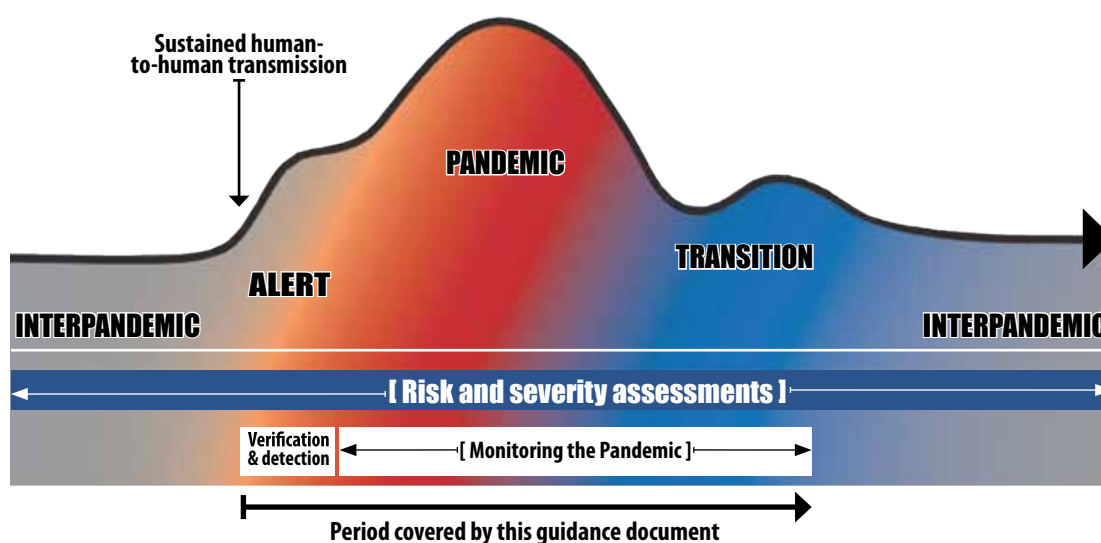 Sustained human-
to-human transmission
PANDEMIC
TRANSITION
ALERT
INTERPANDEMIC
INTERPANDEMIC
[ Risk and severity assessments ]
Verification
& detection
[ Monitoring the Pandemic ]
Period covered by this guidance document